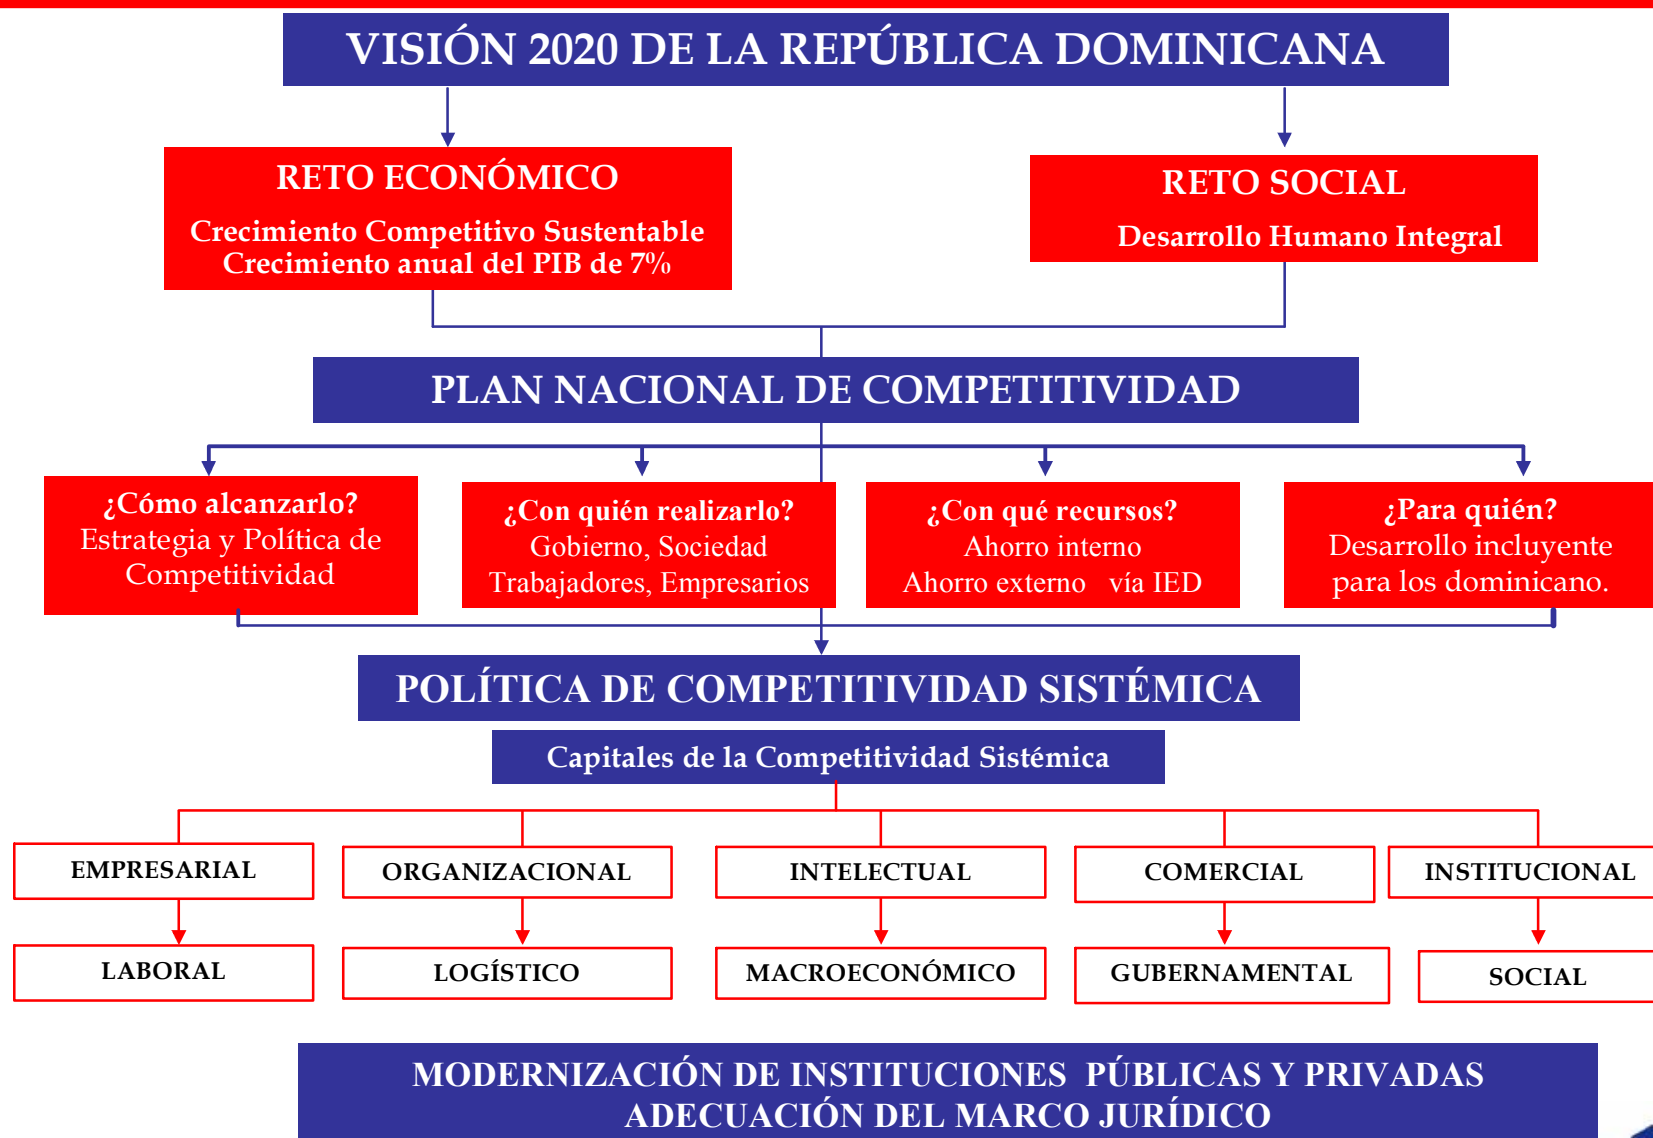 VISIÓN 2020 DE LA REPÚBLICA DOMINICANA
RETO ECONÓMICO
Crecimiento Competitivo Sustentable
Crecimiento anual del PIB de 7%
RETO SOCIAL
Desarrollo Humano Integral
PLAN NACIONAL DE COMPETITIVIDAD
¿Cómo alcanzarlo?
Estrategia y Política de
Competitividad
¿Con quién realizarlo?
Gobierno, Sociedad
Trabajadores, Empresarios
¿Con qué recursos?
Ahorro interno
Ahorro externo vía IED
¿Para quién?
Desarrollo incluyente
para los dominicano.
POLÍTICA DE COMPETITIVIDAD SISTÉMICA
Capitales de la Competitividad Sistémica
EMPRESARIAL
ORGANIZACIONAL
INTELECTUAL
COMERCIAL
INSTITUCIONAL
LABORAL
LOGÍSTICO
MACROECONÓMICO
GUBERNAMENTAL
SOCIAL
MODERNIZACIÓN DE INSTITUCIONES PÚBLICAS Y PRIVADAS
ADECUACIÓN DEL MARCO JURÍDICO